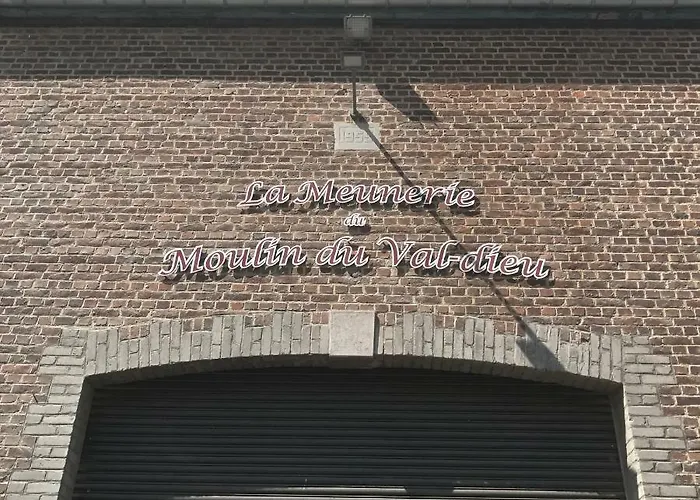 La Meunerie
du
Moulin du Val-dieu